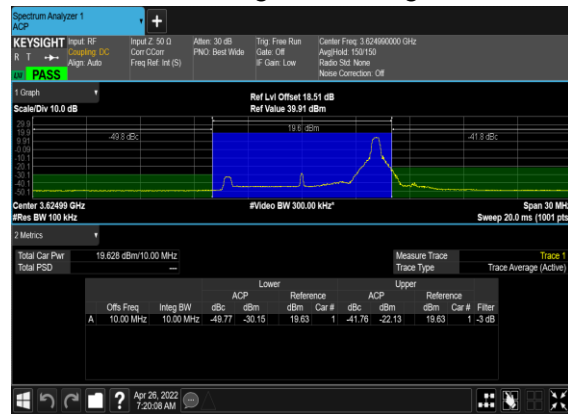 Spectrum Analyzer 1
ACP
+
KEYSIGHT Input: RF Input Z: 50 Ω Atten: 30 dB Trig: Free Run Center Freq: 3.624990000 GHz
R T Coupling: DC Corr CCorr PNO: Best Wide Gate: Off Avg|Hold: 150/150
Align: Auto Freq Ref: Int (S) IF Gain: Low Radio Std: None
PASS Noise Correction: Off
1 Graph
Ref Lvl Offset 18.51 dB
Scale/Div 10.0 dB Ref Value 39.91 dBm
29.9
19.9 19.6 dBm
9.91 -49.8 dBc -41.8 dBc
-0.09
-10.1
-20.1
-30.1
-40.1
-50.1
Center 3.62499 GHz #Video BW 300.00 kHz* Span 30 MHz
#Res BW 100 kHz Sweep 20.0 ms (1001 pts
2 Metrics
Total Car Pwr 19.628 dBm/10.00 MHz Measure Trace Trace 1
Total PSD --- Trace Type Trace Average (Active)
Lower Upper
ACP Reference ACP Reference
Offs Freq Integ BW dBc dBm dBm Car # dBc dBm dBm Car # Filter
A 10.00 MHz 10.00 MHz -49.77 -30.15 19.63 1 -41.76 -22.13 19.63 1 -3 dB
? Apr 26, 2022
7:20:08 AM